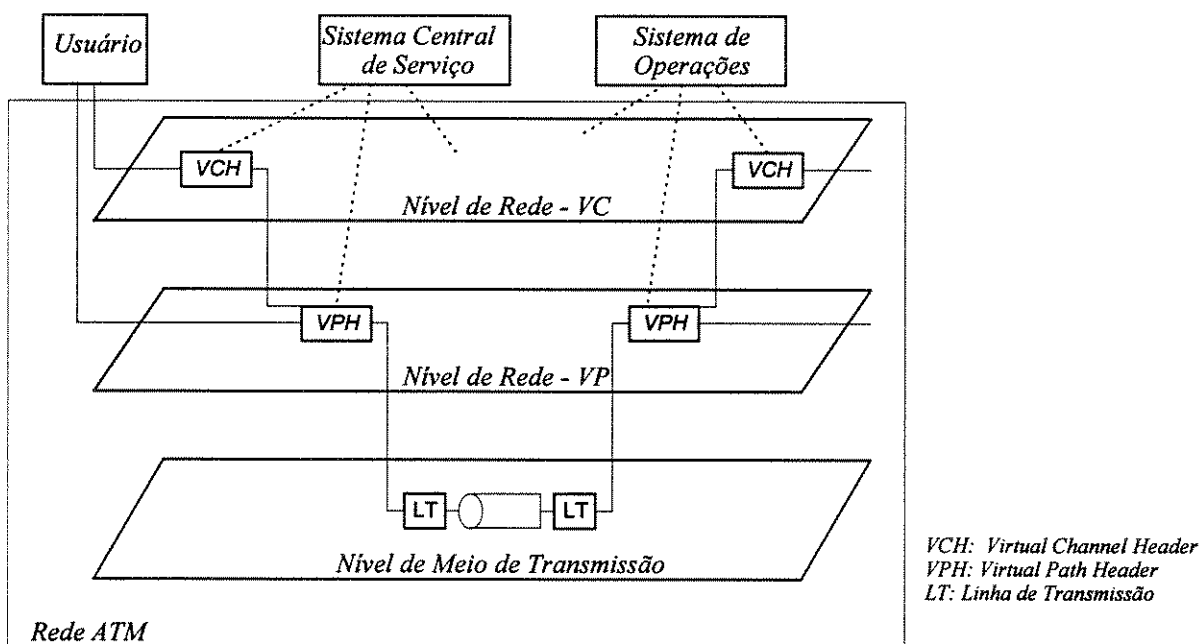 Usuário
Sistema Central
de Serviço
Sistema de
Operações
VCH
VCH
Nível de Rede - VC
VPH
VPH
Nível de Rede - VP
LT
LT
Nível de Meio de Transmissão
VCH: Virtual Channel Header
VPH: Virtual Path Header
LT: Linha de Transmissão
Rede ATM